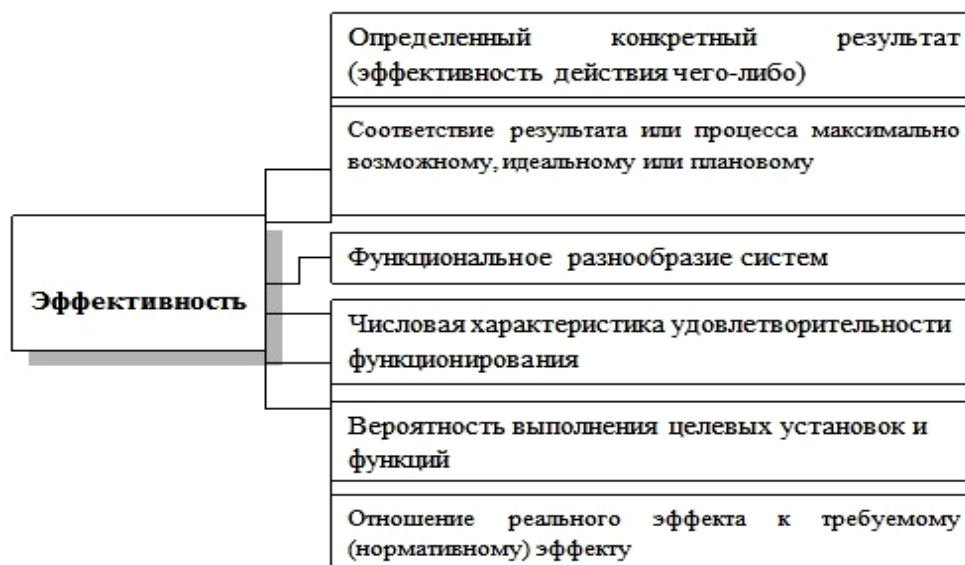 Определенный конкретный результат
(эффективность действия чего-либо)
Соответствие результата или процесса максимально
возможному, идеальному или плановому
Функциональное разнообразие систем
Эффективность
Числовая характеристика удовлетворительности
функционирования
Вероятность выполнения целевых установок и
функций
Отношение реального эффекта к требуемому
(нормативному) эффекту